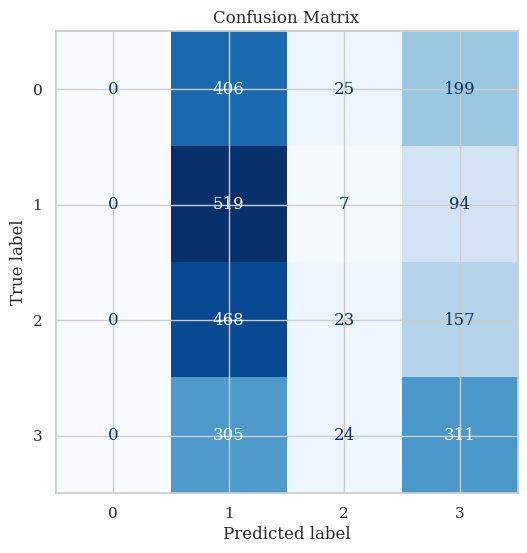 Confusion Matrix
0 0 406 25 199
1 0 519 7 94
2 0 468 23 157
3 0 305 24 311
0 1 2 3
Predicted label
True label